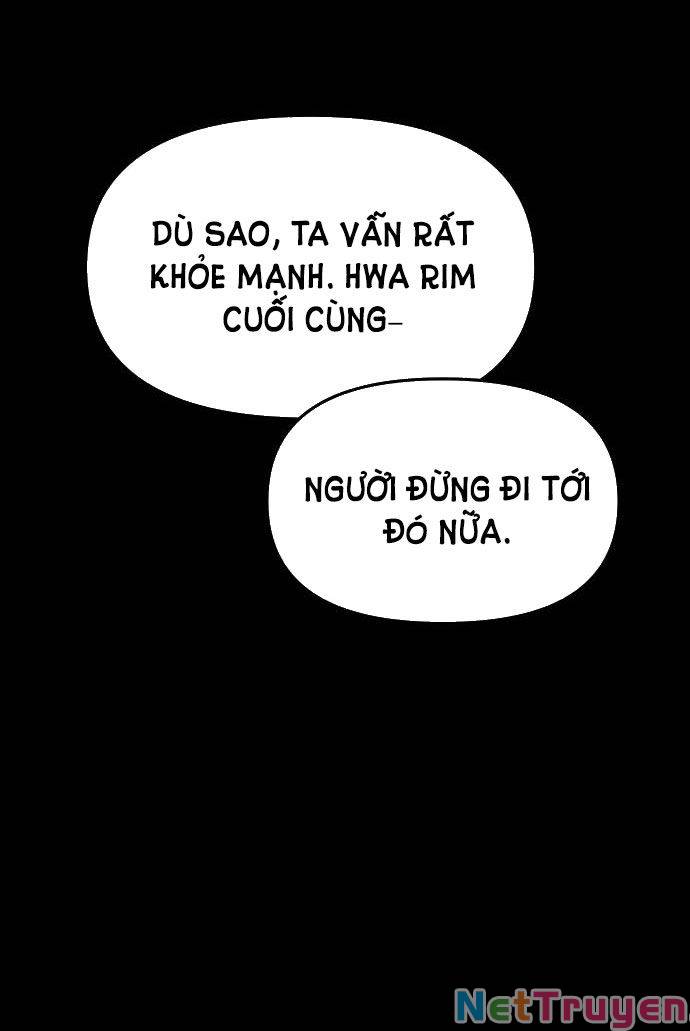 DÙ SAO, TA VẪN RẤT
KHỎE MẠNH. HWA RIM
CUỐI CÙNG–
NGƯỜI ĐỪNG ĐI TỚI
ĐÓ NỮA.
NetTruyen